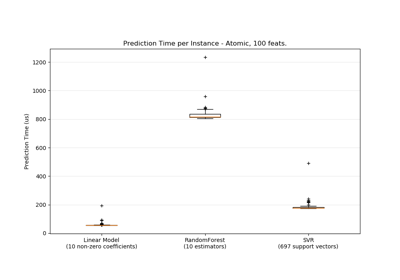 Prediction Time per Instance - Atomic, 100 feats.
Prediction Time (us)
1200
1000
800
600
400
200
0
Linear Model
(10 non-zero coefficients)
RandomForest
(10 estimators)
SVR
(697 support vectors)